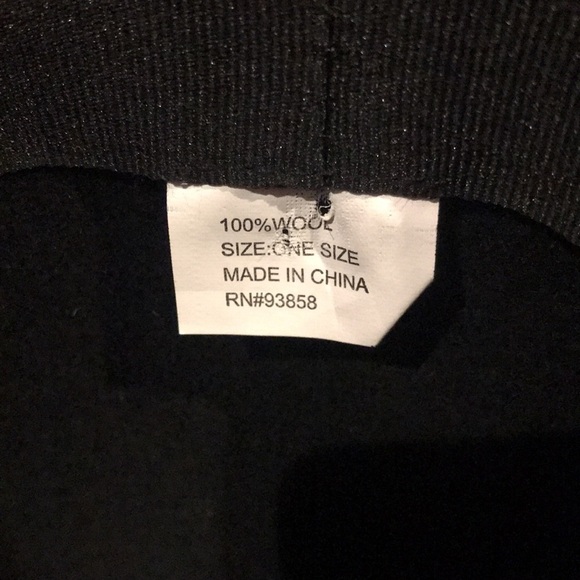 100%WOOL
SIZE:ONE SIZE
MADE IN CHINA
RN#93858